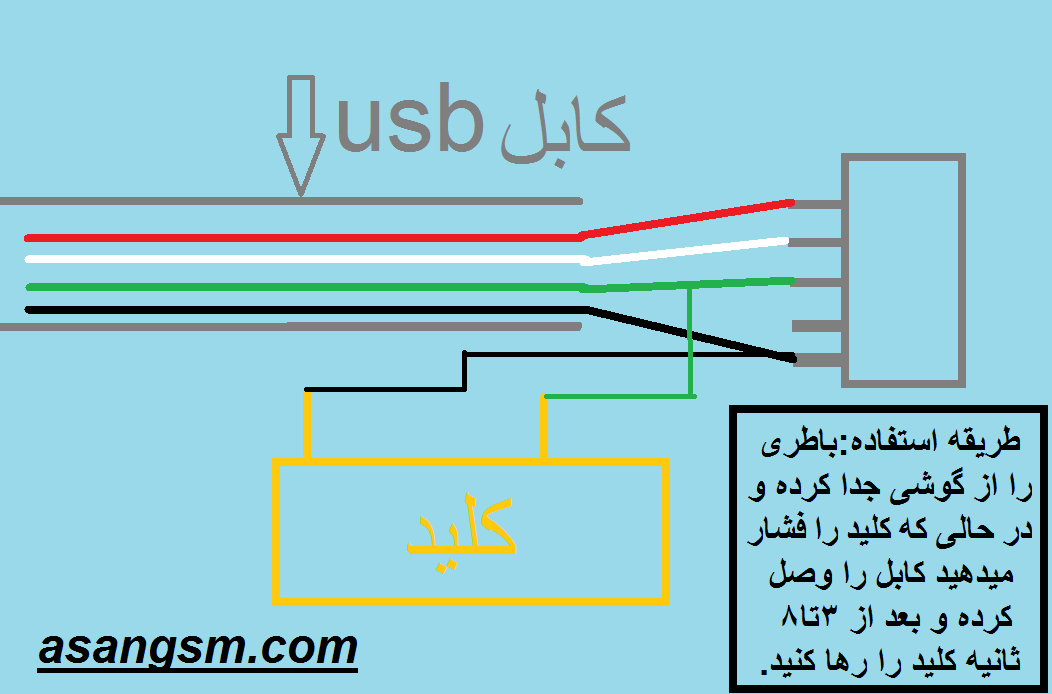 کابل usb
کلید
طریقه استفاده:باطری
را از گوشی جدا کرده و
در حالی که کلید را فشار
میدهید کابل را وصل
کرده و بعد از ۳تا۸
ثانیه کلید را رها کنید.
asangsm.com